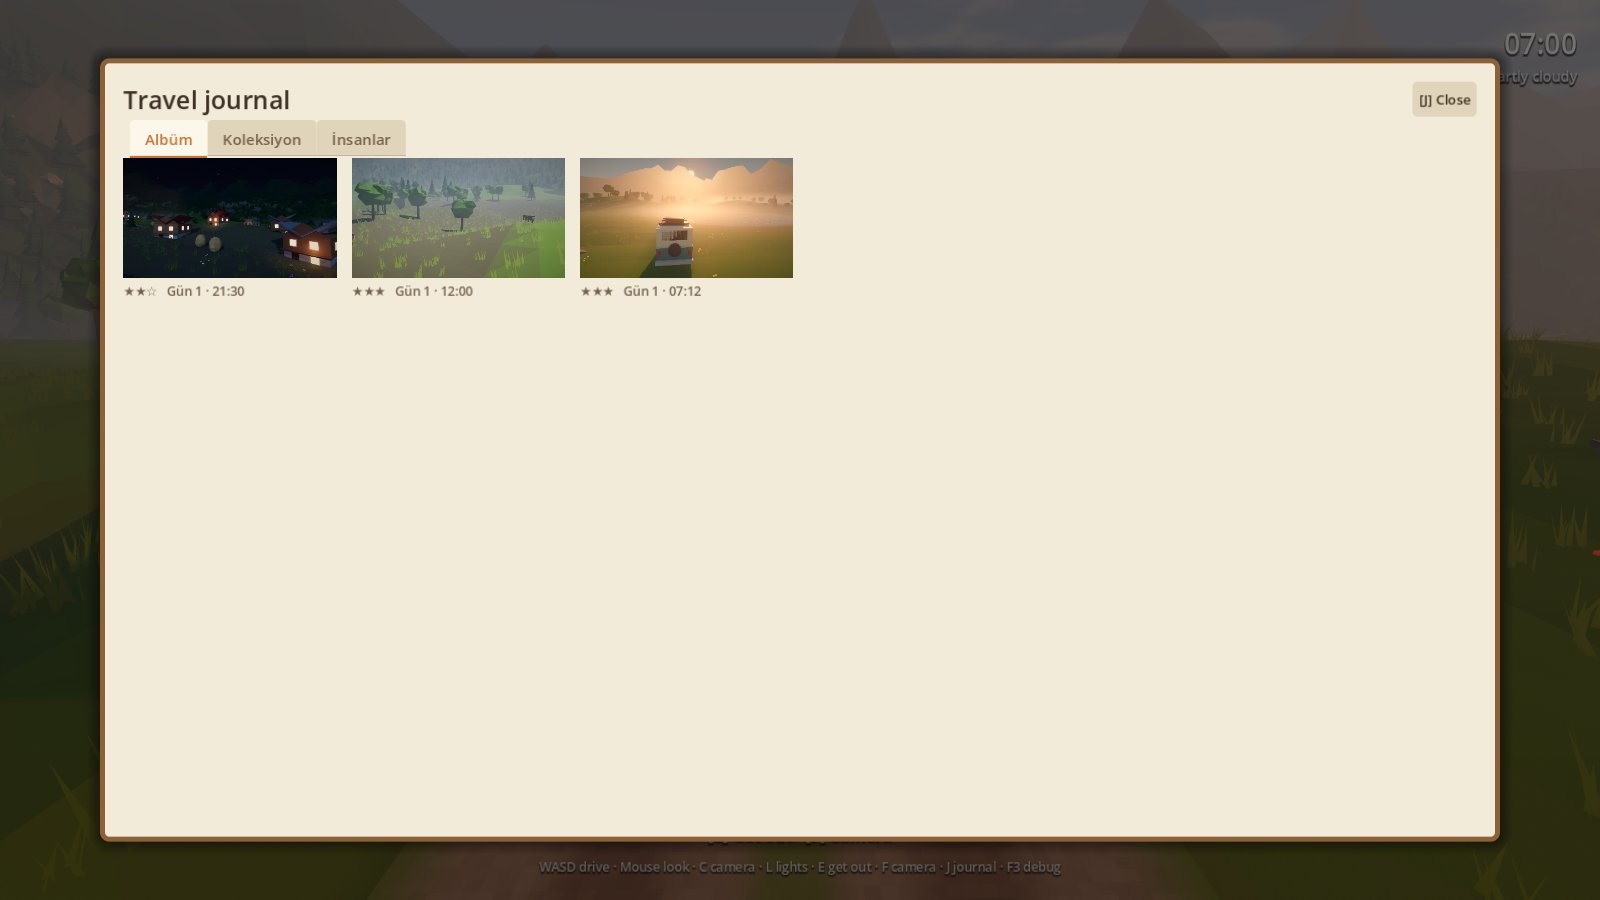 07:00
artly cloudy
Travel journal
[J] Close
Albüm Koleksiyon İnsanlar
★★☆ Gün 1 · 21:30
★★★ Gün 1 · 12:00
★★★ Gün 1 · 07:12
WASD drive · Mouse look · C camera · L lights · E get out · F camera · J journal · F3 debug